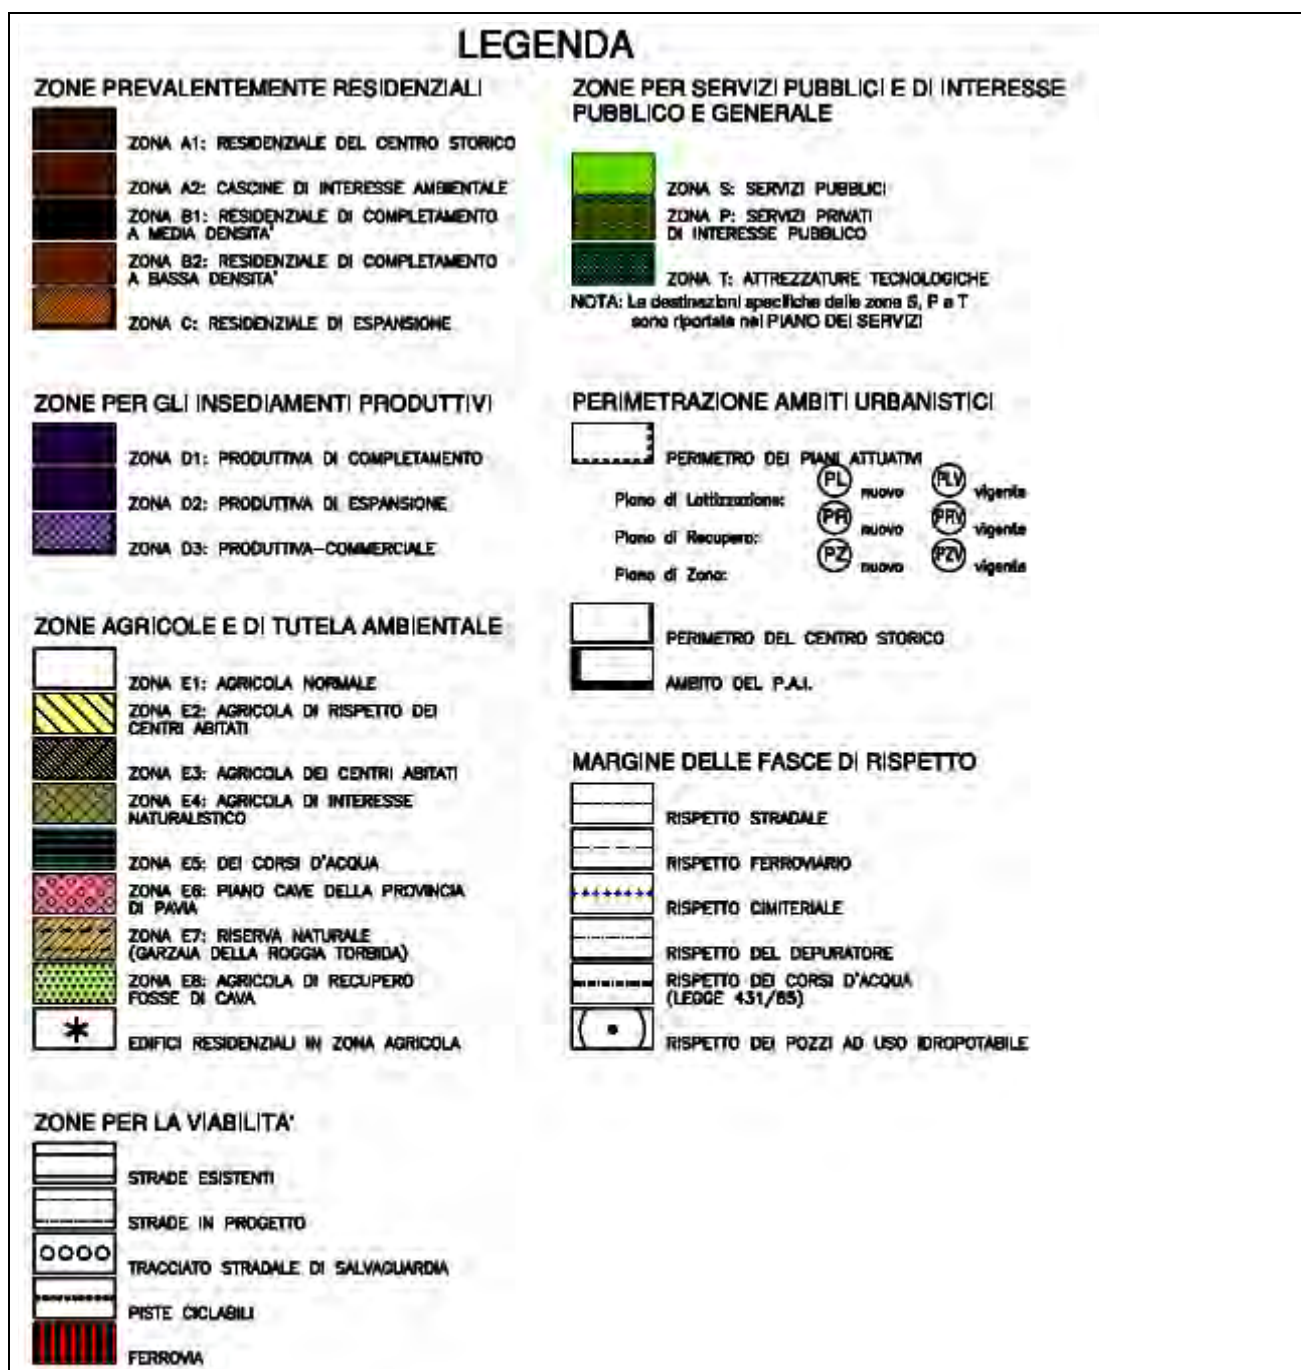 LEGENDA
ZONE PREVALENTEMENTE RESIDENZIALI
ZONA A1: RESIDENZIALE DEL CENTRO STORICO
ZONA A2: CASCINE DI INTERESSE AMBIENTALE
ZONA B1: RESIDENZIALE DI COMPLETAMENTO
A MEDIA DENSITA'
ZONA B2: RESIDENZIALE DI COMPLETAMENTO
A BASSA DENSITA'
ZONA C: RESIDENZIALE DI ESPANSIONE
ZONE PER GLI INSEDIAMENTI PRODUTTIVI
ZONA D1: PRODUTTIVA DI COMPLETAMENTO
ZONA D2: PRODUTTIVA DI ESPANSIONE
ZONA D3: PRODUTTIVA-COMMERCIALE
ZONE AGRICOLE E DI TUTELA AMBIENTALE
ZONA E1: AGRICOLA NORMALE
ZONA E2: AGRICOLA DI RISPETTO DEI
CENTRI ABITATI
ZONA E3: AGRICOLA DEI CENTRI ABITATI
ZONA E4: AGRICOLA DI INTERESSE
NATURALISTICO
ZONA E5: DEI CORSI D'ACQUA
ZONA E6: PIANO CAVE DELLA PROVINCIA
DI PAVIA
ZONA E7: RISERVA NATURALE
(GARZAIA DELLA ROGGIA TORBIDA)
ZONA E8: AGRICOLA DI RECUPERO
FOSSE DI CAVA
EDIFICI RESIDENZIALI IN ZONA AGRICOLA
ZONE PER LA VIABILITA'
STRADE ESISTENTI
STRADE IN PROGETTO
TRACCIATO STRADALE DI SALVAGUARDIA
PISTE CICLABILI
FERROVIA
ZONE PER SERVIZI PUBBLICI E DI INTERESSE
PUBBLICO E GENERALE
ZONA S: SERVIZI PUBBLICI
ZONA P: SERVIZI PRIVATI
DI INTERESSE PUBBLICO
ZONA T: ATTREZZATURE TECNOLOGICHE
NOTA: Le destinazioni specifiche delle zone S, P e T
sono riportate nel PIANO DEI SERVIZI
PERIMETRAZIONE AMBITI URBANISTICI
PERIMETRO DEI PIANI ATTUATIVI
Piano di Lottizzazione: PL nuovo PLV vigente
Piano di Recupero: PR nuovo PRV vigente
Piano di Zona: PZ nuovo PZV vigente
PERIMETRO DEL CENTRO STORICO
AMBITO DEL P.A.I.
MARGINE DELLE FASCE DI RISPETTO
RISPETTO STRADALE
RISPETTO FERROVIARIO
RISPETTO CIMITERIALE
RISPETTO DEL DEPURATORE
RISPETTO DEI CORSI D'ACQUA
(LEGGE 431/85)
RISPETTO DEI POZZI AD USO IDROPOTABILE